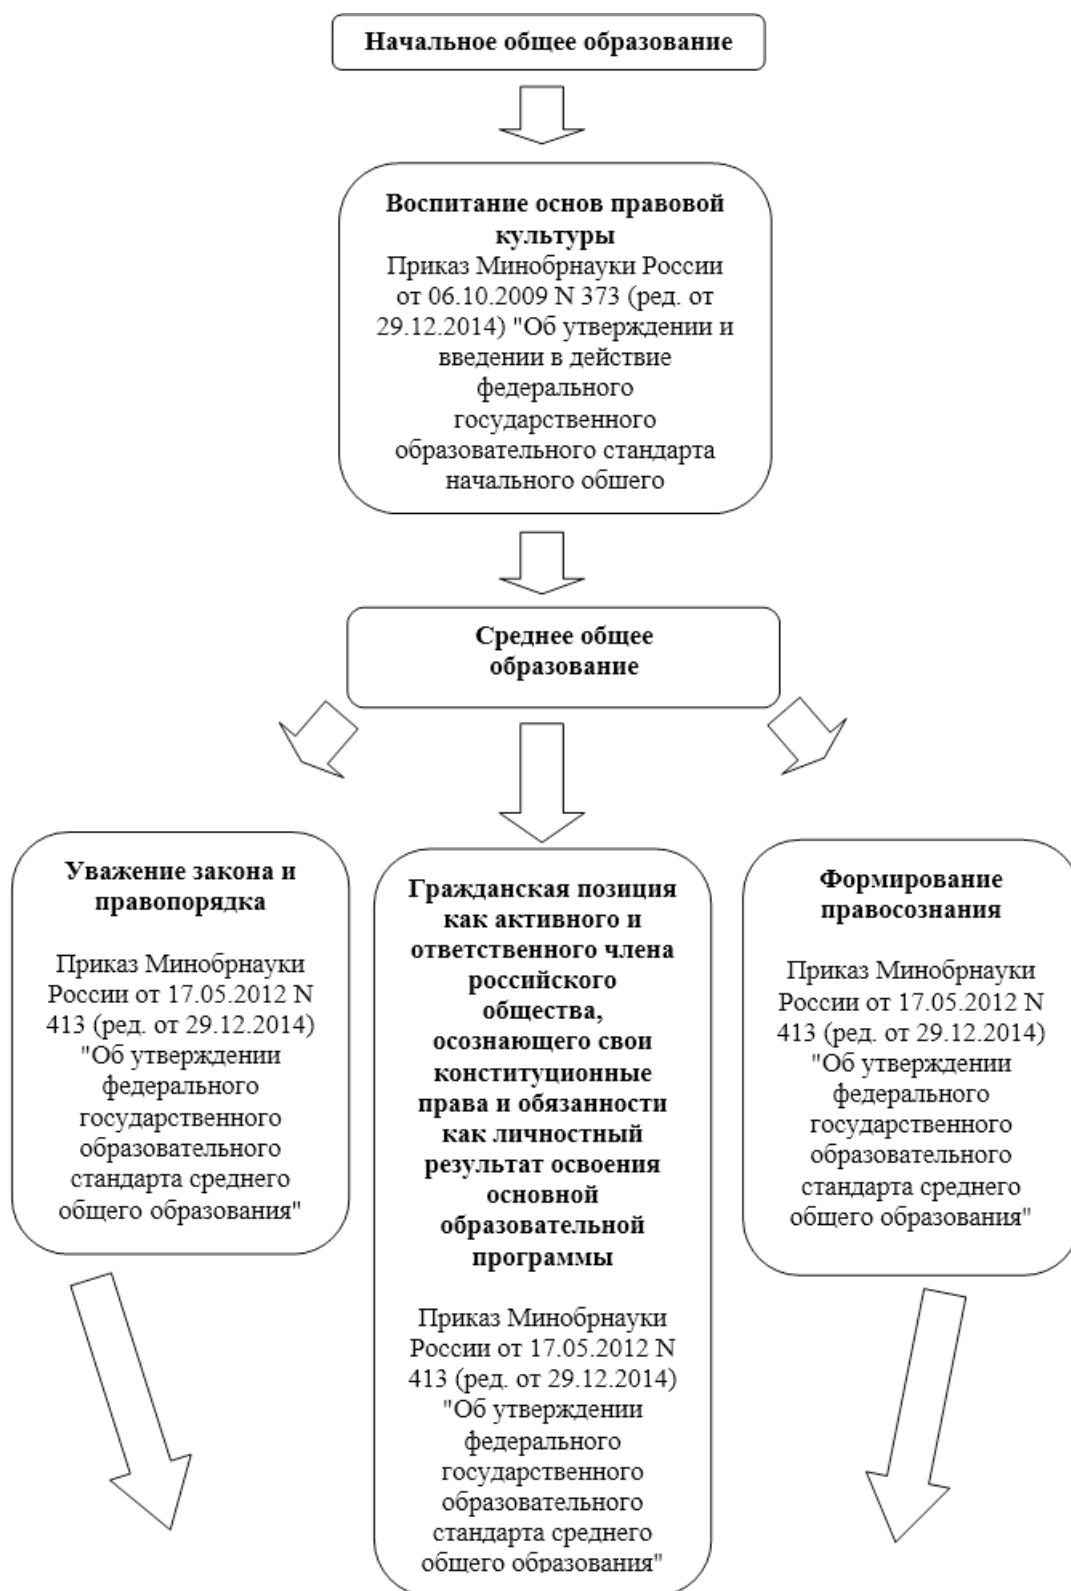 Начальное общее образование
Воспитание основ правовой
культуры
Приказ Минобрнауки России
от 06.10.2009 N 373 (ред. от
29.12.2014) "Об утверждении и
введении в действие
федерального
государственного
образовательного стандарта
начального общего
Среднее общее
образование
Уважение закона и
правопорядка
Приказ Минобрнауки
России от 17.05.2012 N
413 (ред. от 29.12.2014)
"Об утверждении
федерального
государственного
образовательного
стандарта среднего
общего образования"
Гражданская позиция
как активного и
ответственного члена
российского
общества,
осознающего свои
конституционные
права и обязанности
как личностный
результат освоения
основной
образовательной
программы
Приказ Минобрнауки
России от 17.05.2012 N
413 (ред. от 29.12.2014)
"Об утверждении
федерального
государственного
образовательного
стандарта среднего
общего образования"
Формирование
правосознания
Приказ Минобрнауки
России от 17.05.2012 N
413 (ред. от 29.12.2014)
"Об утверждении
федерального
государственного
образовательного
стандарта среднего
общего образования"